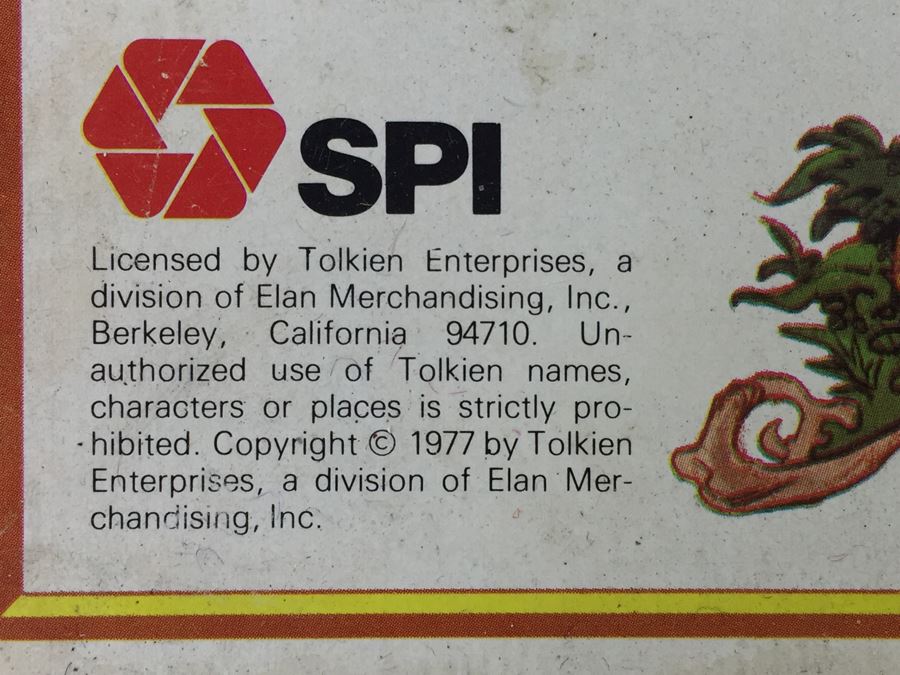 SPI
Licensed by Tolkien Enterprises, a
division of Elan Merchandising, Inc.,
Berkeley, California 94710. Un-
authorized use of Tolkien names,
characters or places is strictly pro-
hibited. Copyright © 1977 by Tolkien
Enterprises, a division of Elan Mer-
chandising, Inc.